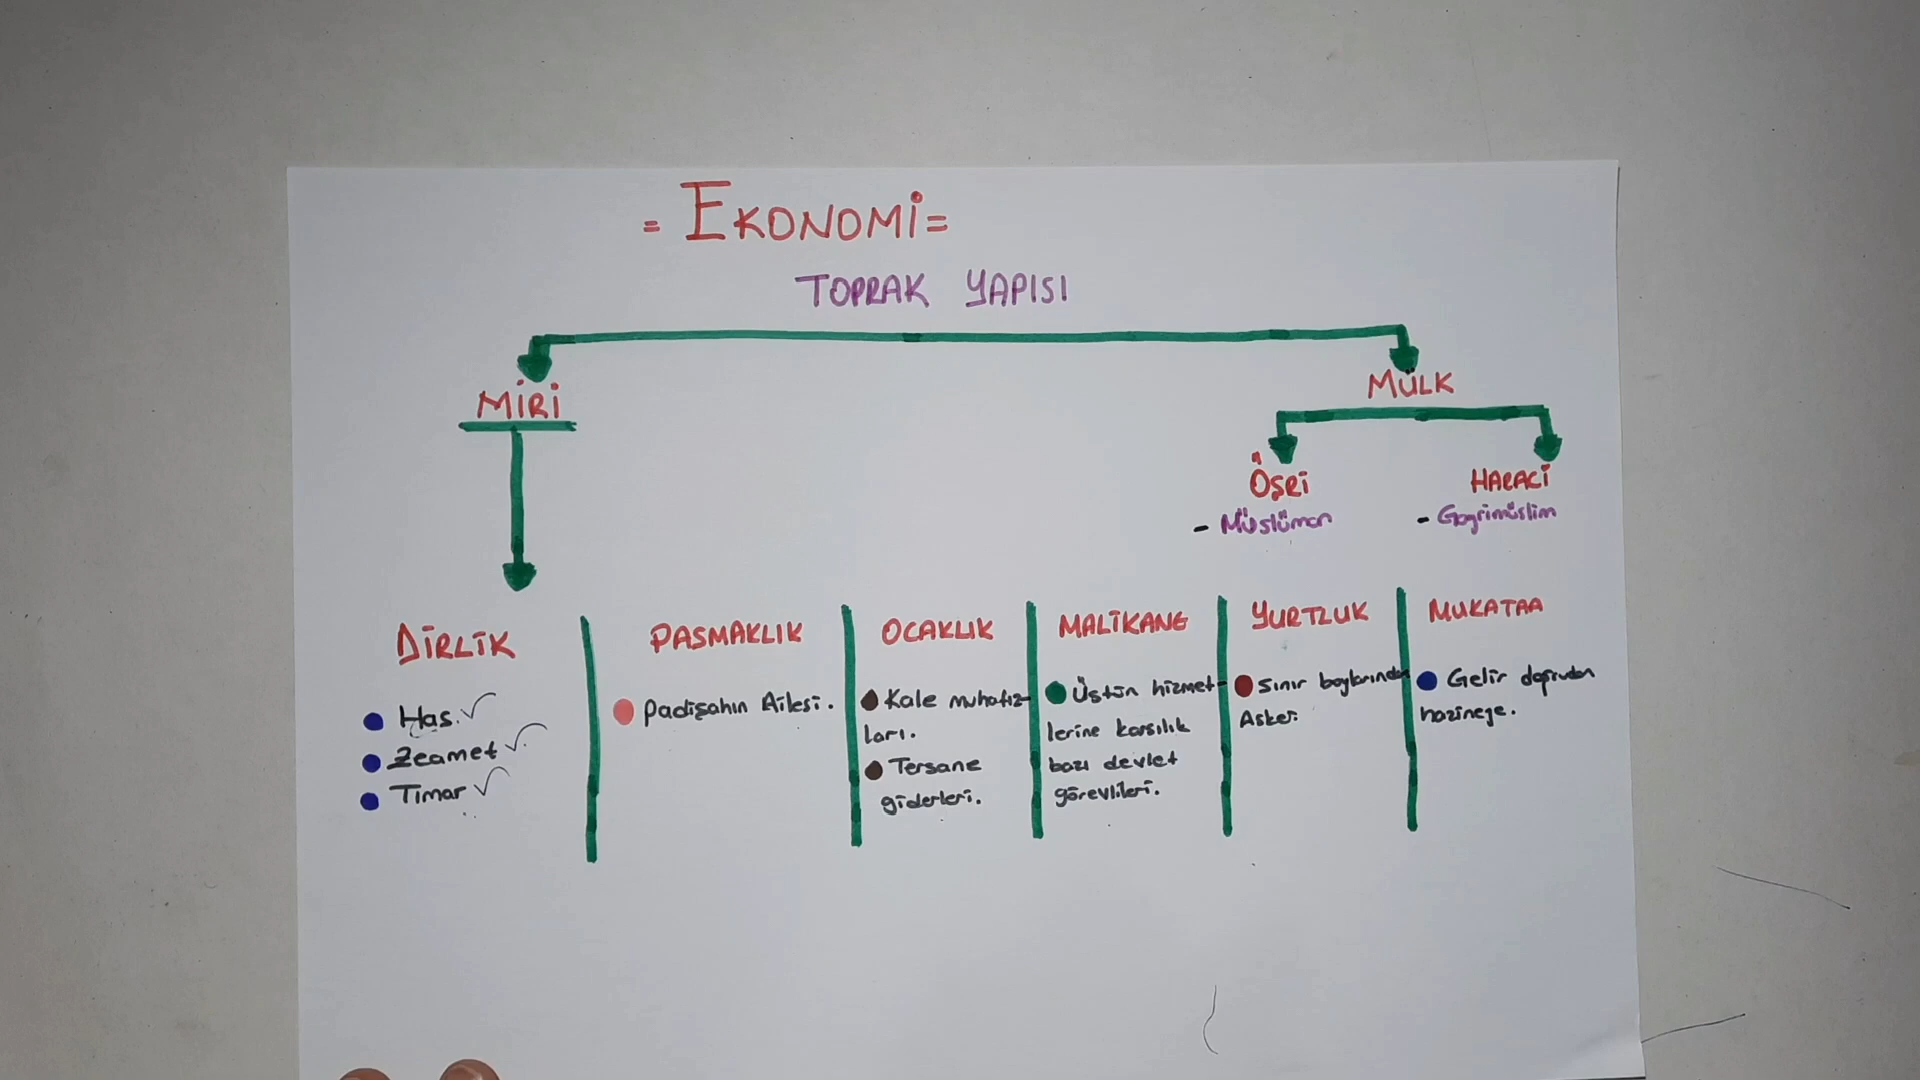 = EKONOMİ =
TOPRAK YAPISI
MİRİ
MÜLK
ÖŞRİ
- Müslüman
HARACİ
- Gayrimüslim
DİRLİK
Has.
Zeamet
Tımar
PASMAKLIK
Padişahın Ailesi.
OCAKLIK
Kale muhafız-
ları.
Tersane
giderleri.
MALİKANE
Üstün hizmet-
lerine karşılık
bazı devlet
görevlileri.
YURTLUK
Sınır boylarından
Asker.
MUKATAA
Gelir doğrudan
hazineye.